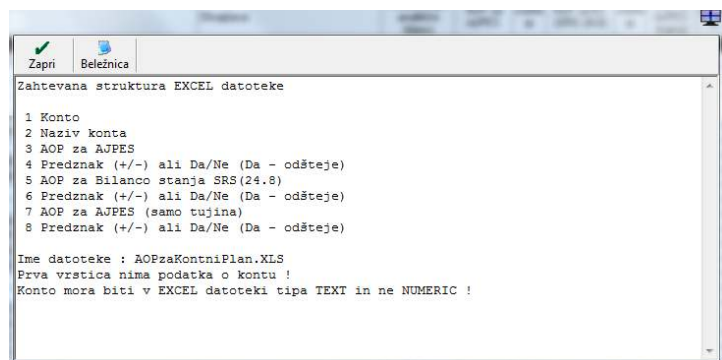 Zapri Beležnica
Zahtevana struktura EXCEL datoteke
1 Konto
2 Naziv konta
3 AOP za AJPES
4 Predznak (+/-) ali Da/Ne (Da - odšteje)
5 AOP za Bilanco stanja SRS(24.8)
6 Predznak (+/-) ali Da/Ne (Da - odšteje)
7 AOP za AJPES (samo tujina)
8 Predznak (+/-) ali Da/Ne (Da - odšteje)
Ime datoteke : AOPzaKontniPlan.XLS
Prva vrstica nima podatka o kontu !
Konto mora biti v EXCEL datoteki tipa TEXT in ne NUMERIC !